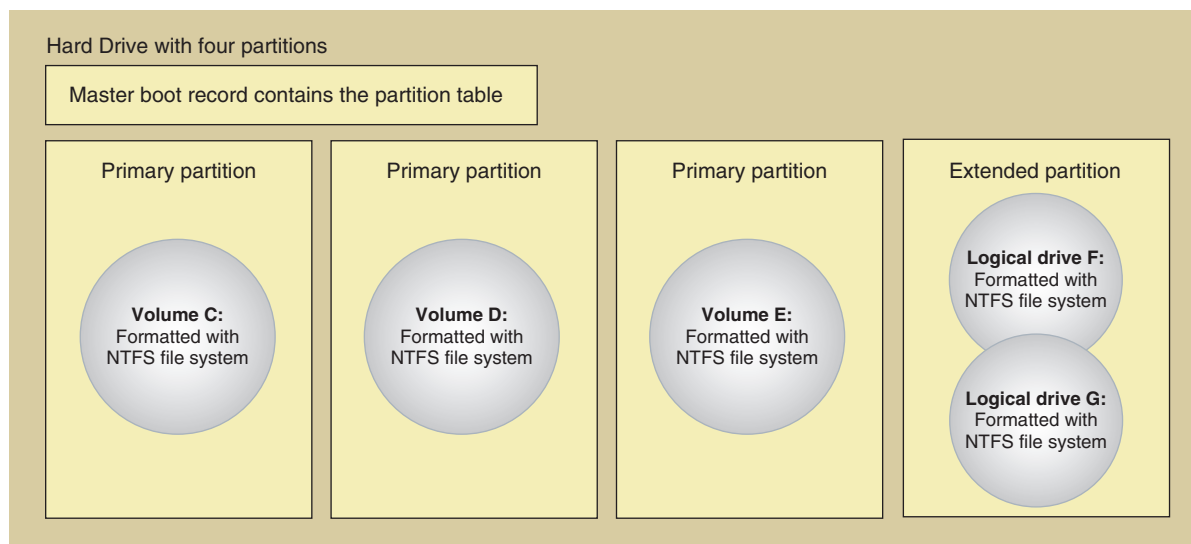 Hard Drive with four partitions
Master boot record contains the partition table
Primary partition
Volume C:
Formatted with
NTFS file system
Primary partition
Volume D:
Formatted with
NTFS file system
Primary partition
Volume E:
Formatted with
NTFS file system
Extended partition
Logical drive F:
Formatted with
NTFS file system
Logical drive G:
Formatted with
NTFS file system